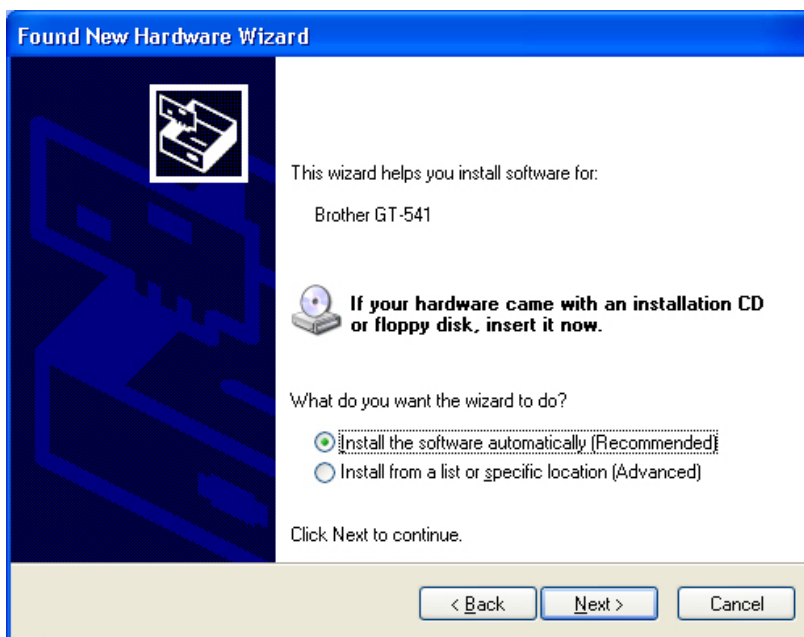 Found New Hardware Wizard
This wizard helps you install software for:
Brother GT-541
If your hardware came with an installation CD
or floppy disk, insert it now.
What do you want the wizard to do?
Install the software automatically (Recommended)
Install from a list or specific location (Advanced)
Click Next to continue.
< Back
Next >
Cancel